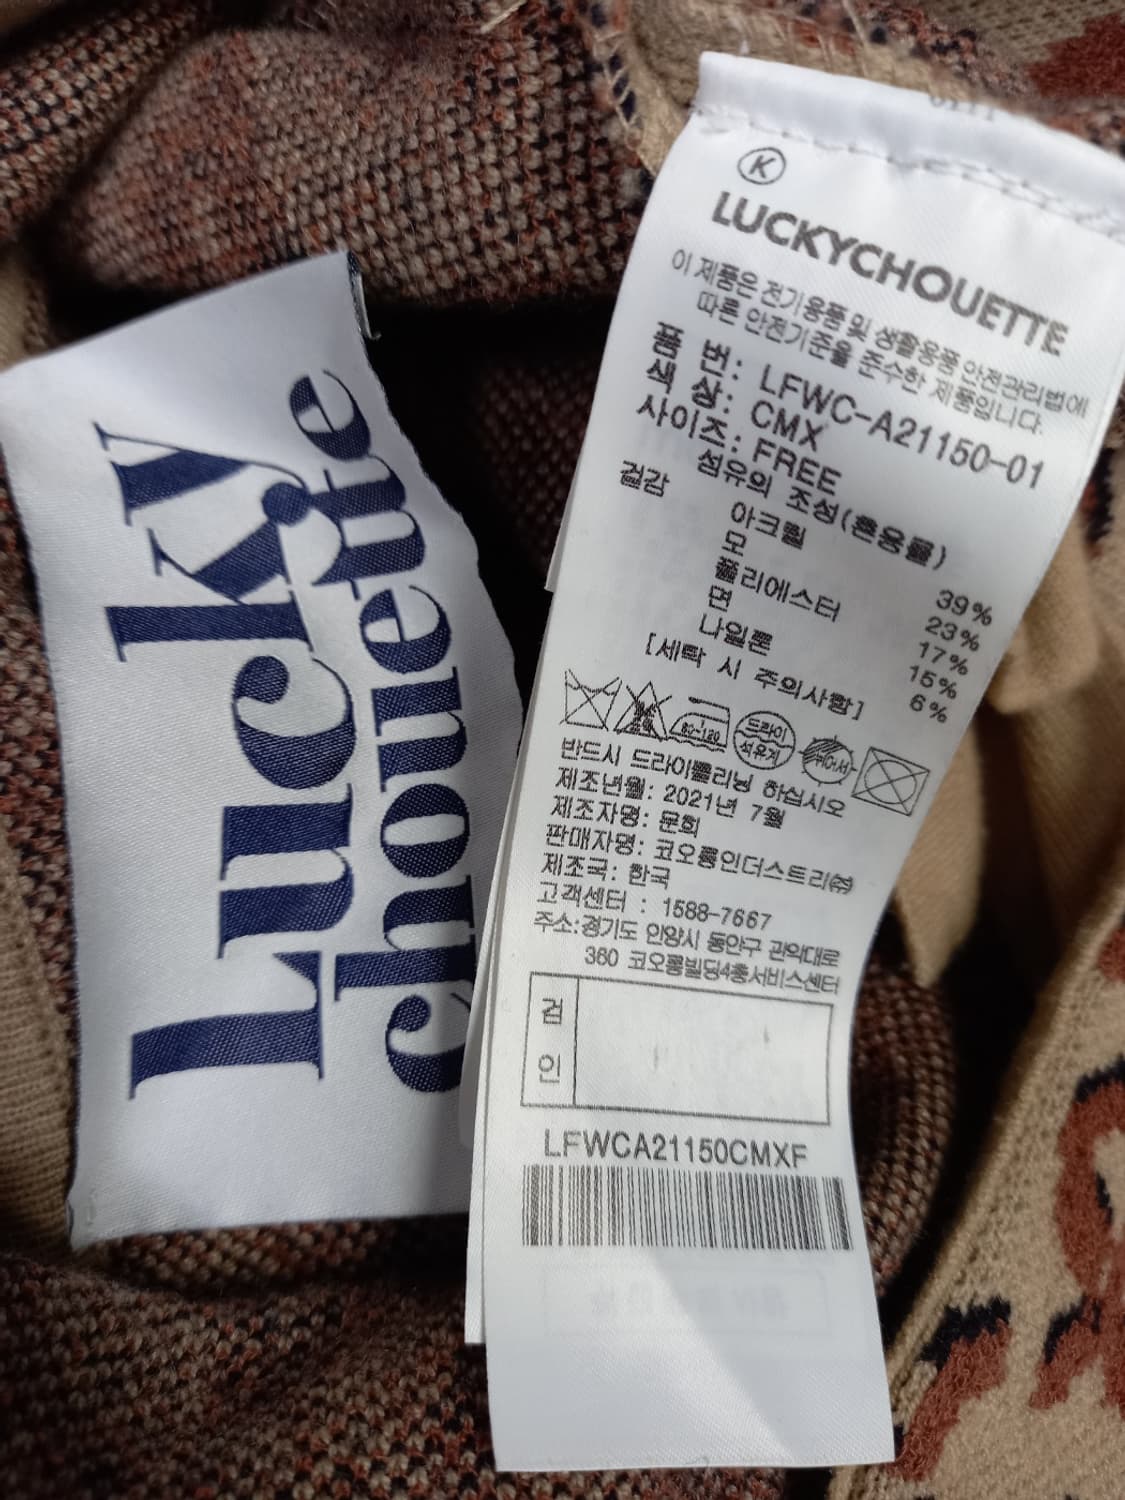 Lucky
chouette
K
LUCKYCHOUETTE
이 제품은 전기용품 및 생활용품 안전관리법에
따른 안전기준을 준수한 제품입니다.
품 번: LFWC-A21150-01
색 상: CMX
사이즈: FREE
섬유의 조성(혼용률)
겉감
아크릴 39%
모 23%
폴리에스터 17%
면 15%
나일론 6%
[세탁 시 주의사항]
80~120 드라이 석유계
반드시 드라이클리닝 하십시오
제조년월: 2021년 7월
제조자명: 문희
판매자명: 코오롱인더스트리㈜
제조국: 한국
고객센터 : 1588-7667
주소:경기도 안양시 동안구 관악대로
360 코오롱빌딩4층서비스센터
검
인
LFWCA21150CMXF